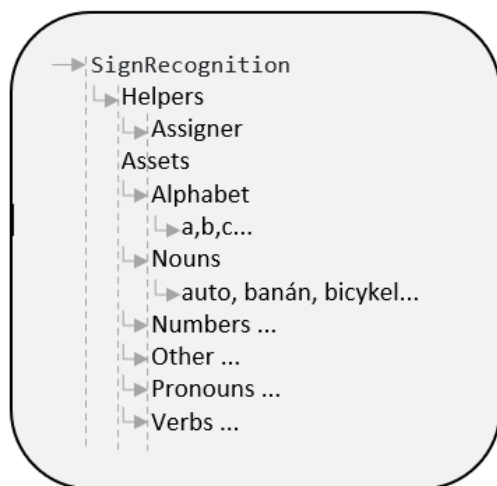 SignRecognition
Helpers
Assigner
Assets
Alphabet
a,b,c...
Nouns
auto, banán, bicykel...
Numbers ...
Other ...
Pronouns ...
Verbs ...